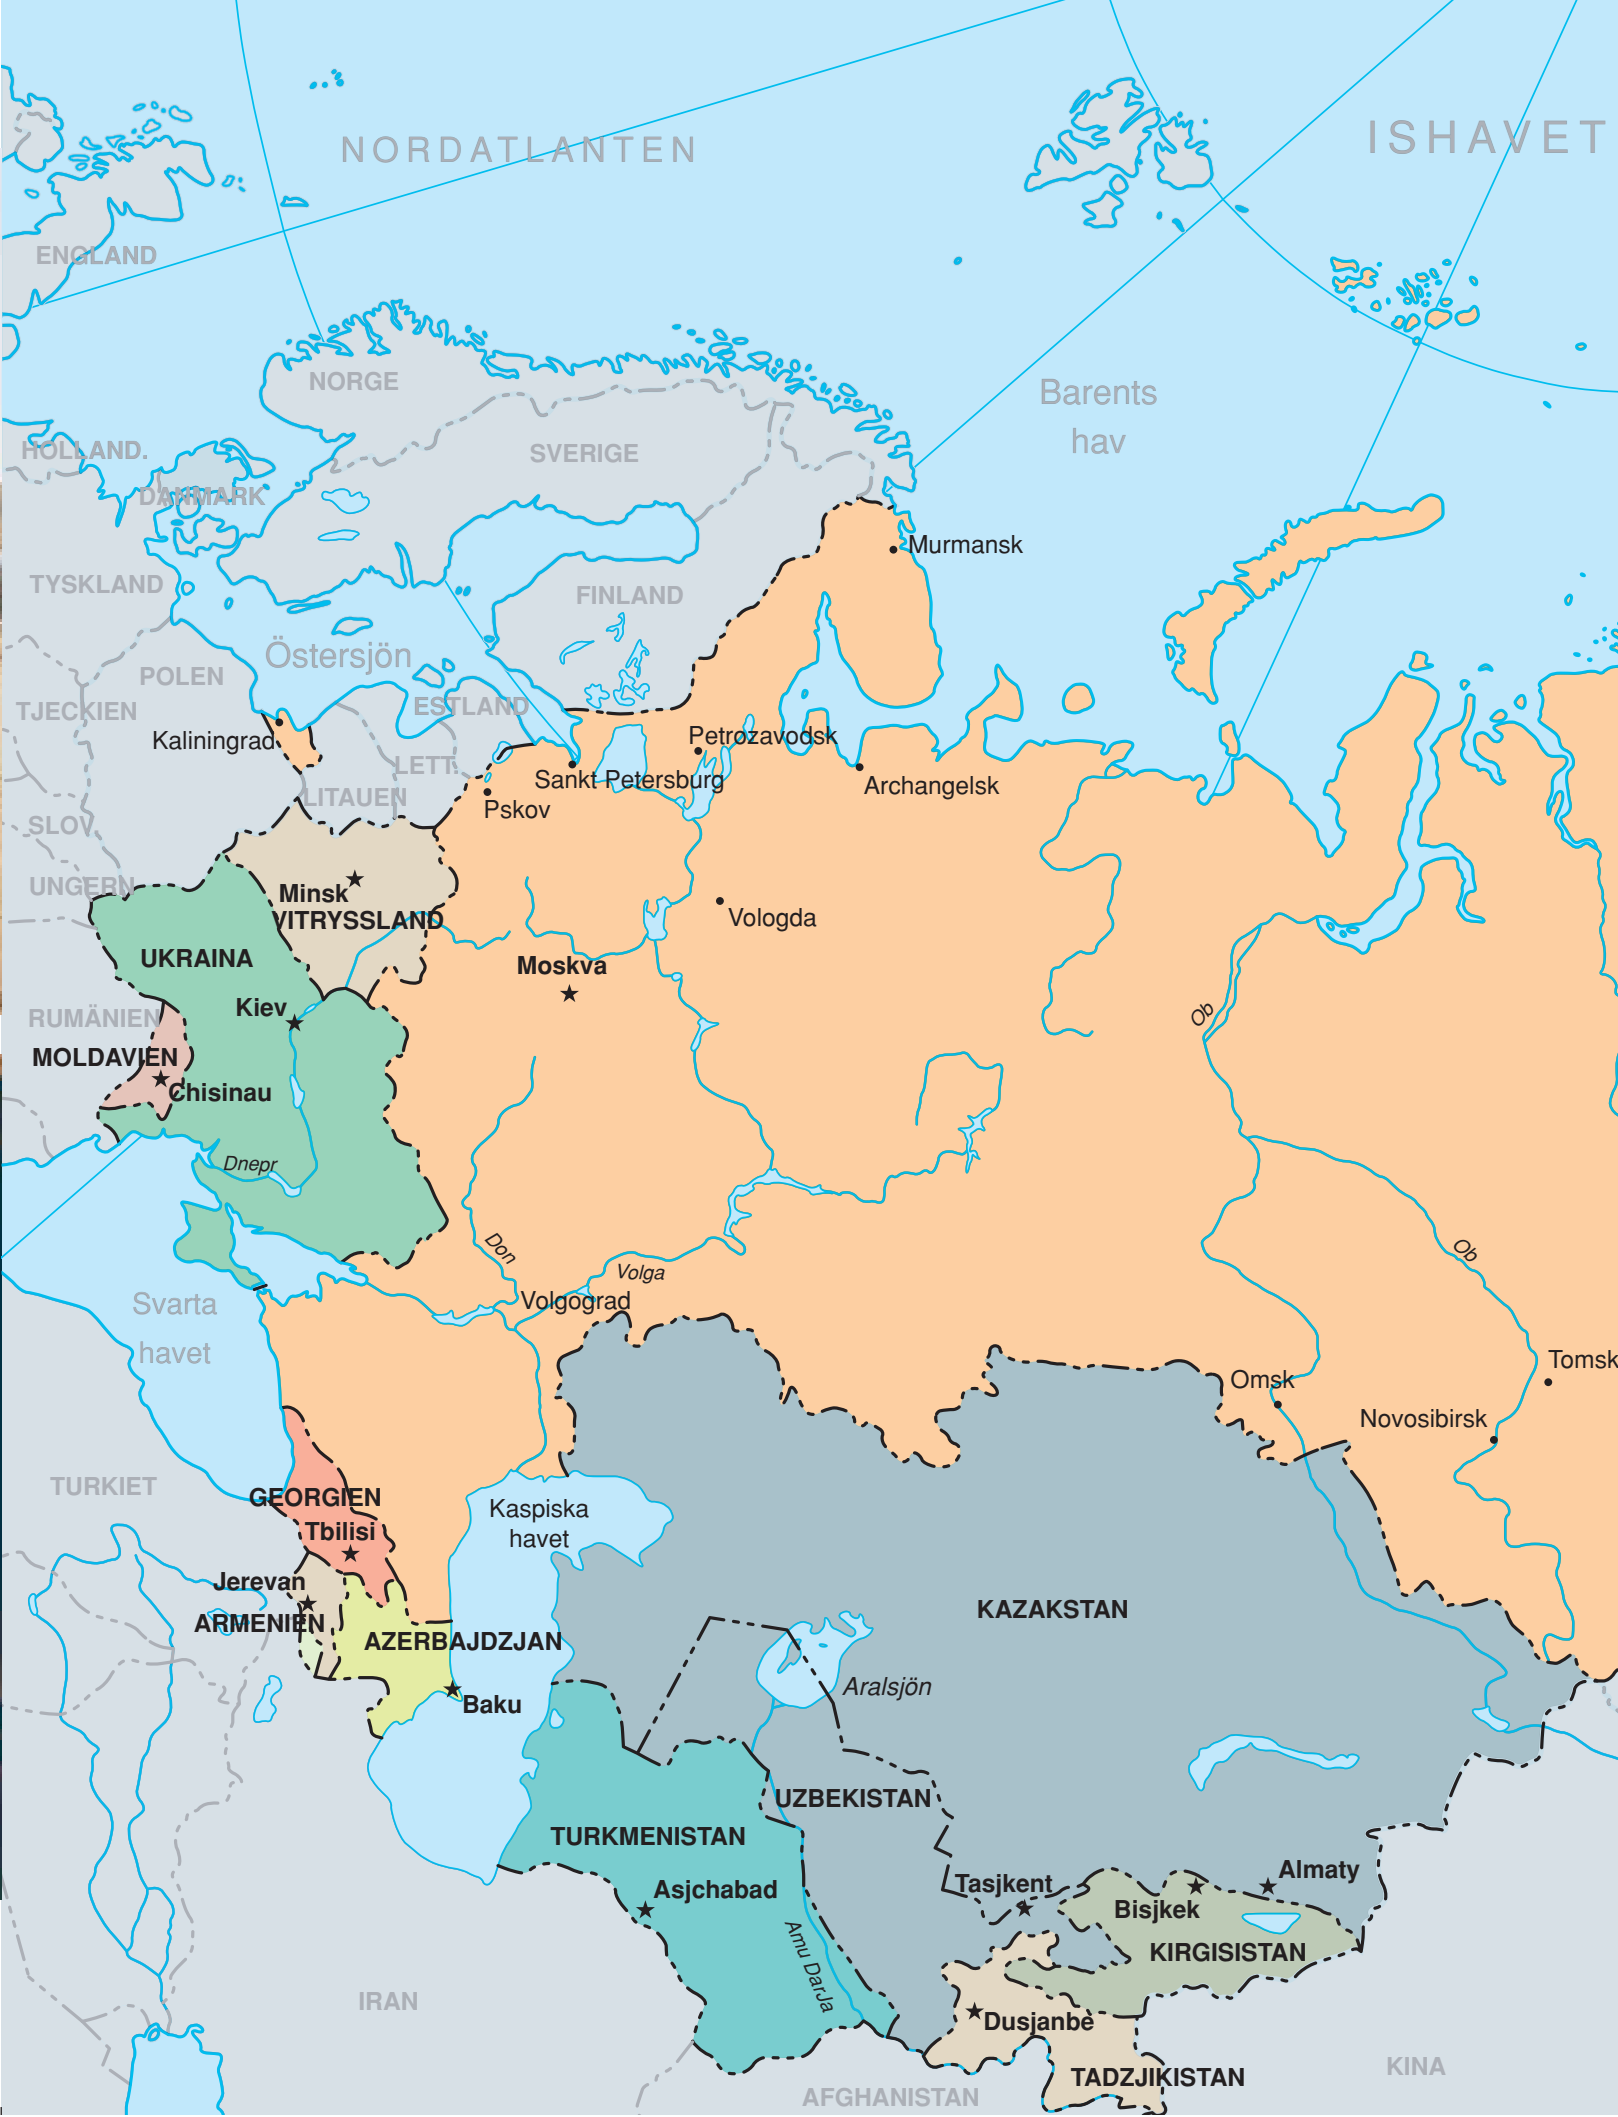 ISHAVET
NORDATLANTEN
ENGLAND
NORGE
Barents
hav
HOLLAND.
SVERIGE
DANMARK
Murmansk
TYSKLAND
FINLAND
Östersjön
POLEN
TJECKIEN
ESTLAND
Kaliningrad
Petrozavodsk
LETT.
Sankt Petersburg
Archangelsk
LITAUEN
Pskov
SLOV.
UNGERN
Minsk
VITRYSSLAND
Vologda
UKRAINA
Moskva
Kiev
RUMÄNIEN
Ob
MOLDAVIEN
Chisinau
Dnepr
Don
Ob
Volga
Svarta
havet
Volgograd
Tomsk
Omsk
Novosibirsk
TURKIET
GEORGIEN
Kaspiska
havet
Tbilisi
Jerevan
ARMENIEN
KAZAKSTAN
AZERBAJDZJAN
Aralsjön
Baku
UZBEKISTAN
TURKMENISTAN
Almaty
Tasjkent
Asjchabad
Bisjkek
KIRGISISTAN
Amu DarJa
IRAN
Dusjanbe
KINA
TADZJIKISTAN
AFGHANISTAN